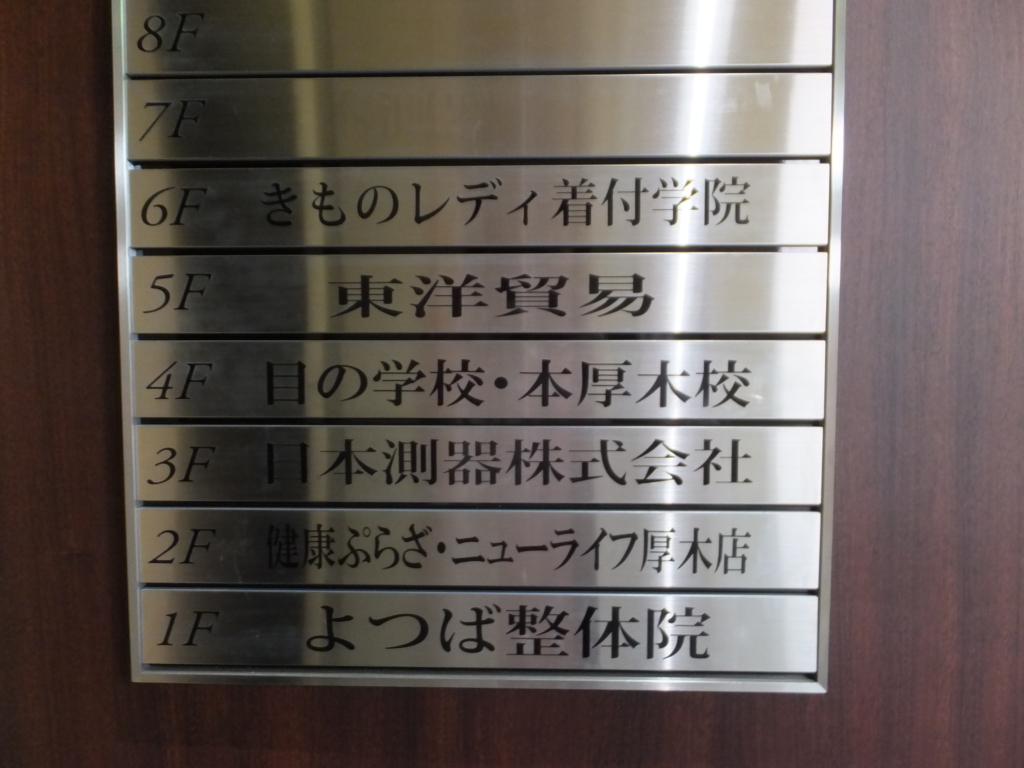 8F
7F
6F きものレディ着付学院
5F 東洋貿易
4F 目の学校・本厚木校
3F 日本測器株式会社
2F 健康ぷらざ・ニューライフ厚木店
1F よつば整体院